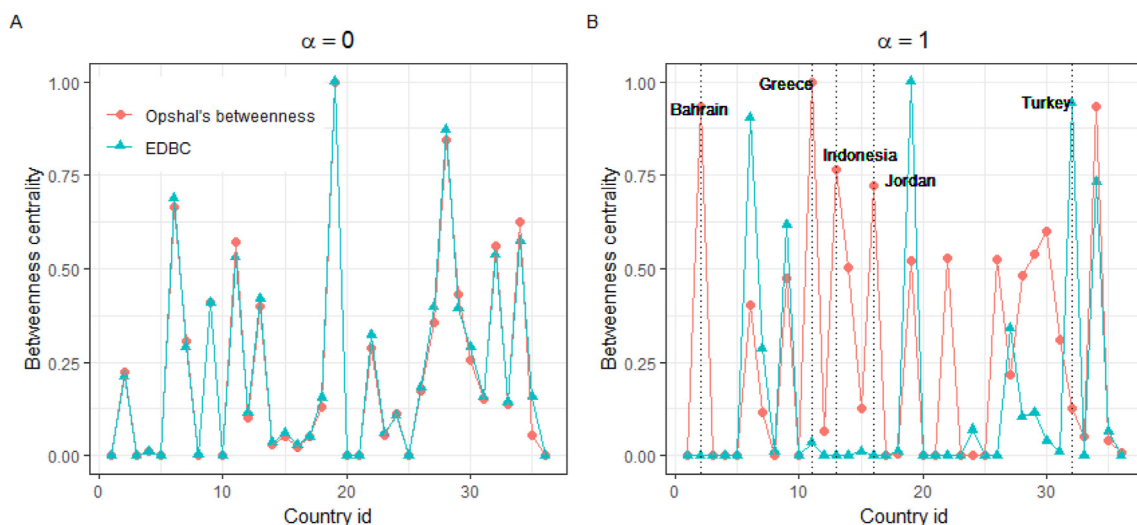 A
α = 0
Betweenness centrality
1.00
0.75
0.50
0.25
0.00
Opshal's betweenness
EDBC
0
10
20
30
Country id
B
α = 1
Betweenness centrality
1.00
0.75
0.50
0.25
0.00
Bahrain
Greece
Indonesia
Jordan
Turkey
0
10
20
30
Country id